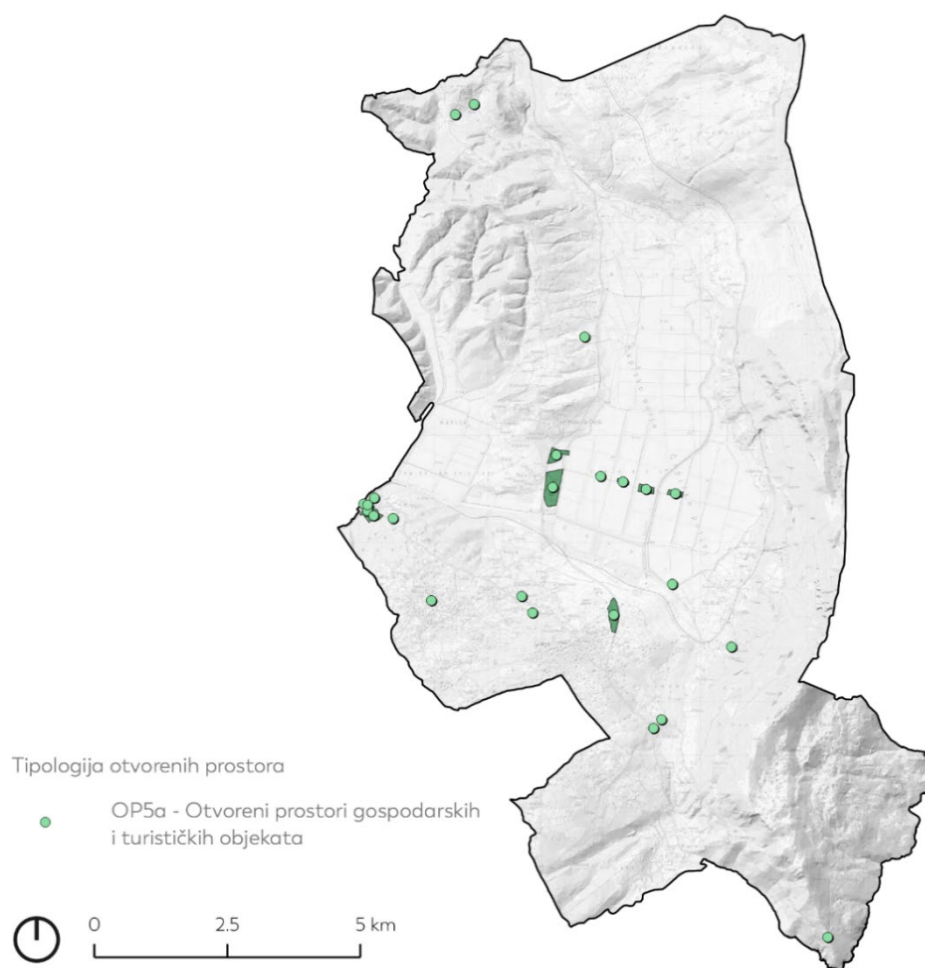 Tipologija otvorenih prostora
OP5a - Otvoreni prostori gospodarskih
i turističkih objekata
0 2.5 5 km